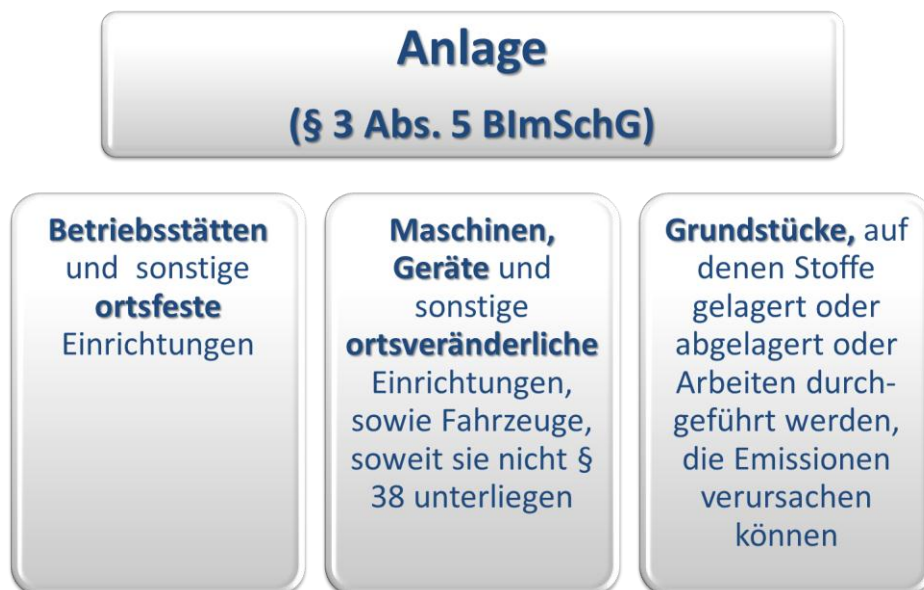 Anlage
(§ 3 Abs. 5 BImSchG)
Betriebsstätten
und sonstige
ortsfeste
Einrichtungen
Maschinen,
Geräte und
sonstige
ortsveränderliche
Einrichtungen,
sowie Fahrzeuge,
soweit sie nicht §
38 unterliegen
Grundstücke, auf
denen Stoffe
gelagert oder
abgelagert oder
Arbeiten durch-
geführt werden,
die Emissionen
verursachen
können